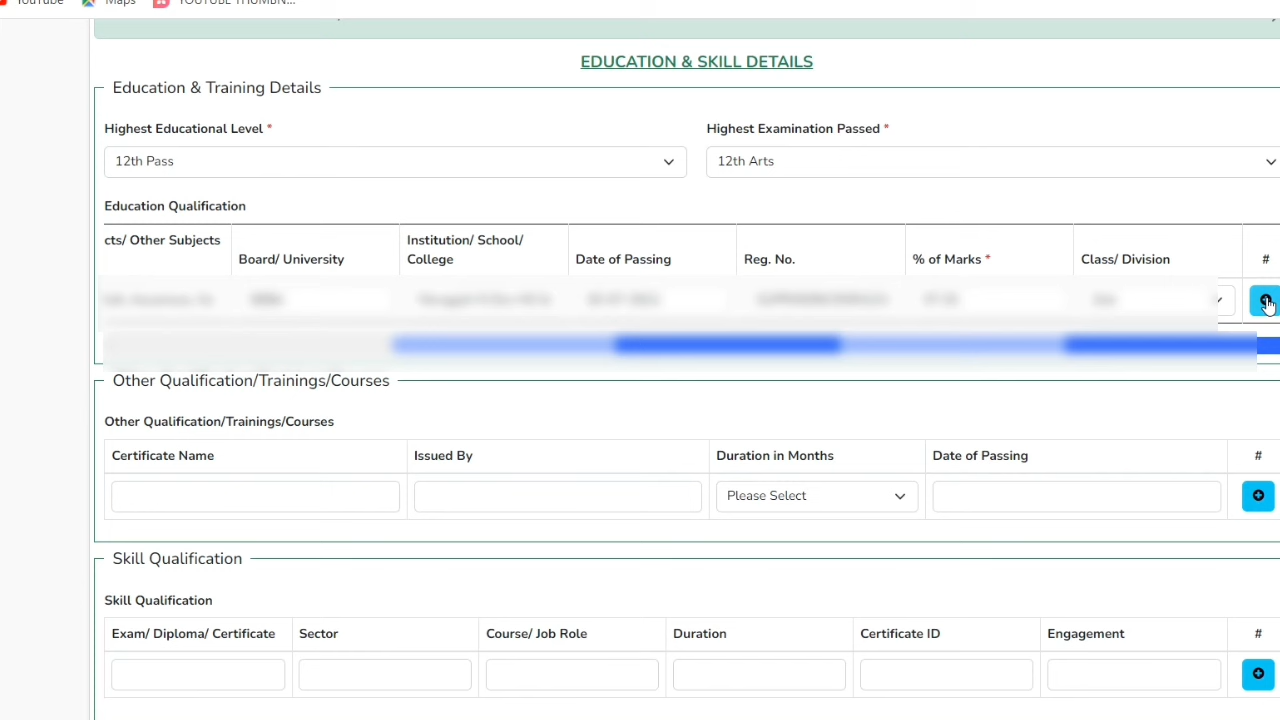 YouTube Maps YOUTUBE THUMBN...
EDUCATION & SKILL DETAILS
Education & Training Details
Highest Educational Level * Highest Examination Passed *
12th Pass 12th Arts
Education Qualification
cts/ Other Subjects Board/ University Institution/ School/ College Date of Passing Reg. No. % of Marks * Class/ Division #
Other Qualification/Trainings/Courses
Other Qualification/Trainings/Courses
Certificate Name Issued By Duration in Months Date of Passing #
Please Select
Skill Qualification
Skill Qualification
Exam/ Diploma/ Certificate Sector Course/ Job Role Duration Certificate ID Engagement #